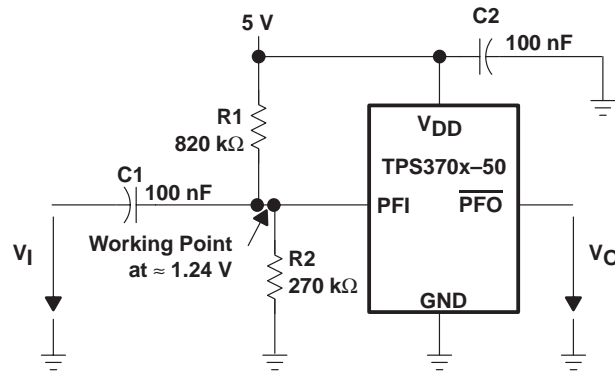 C2
5 V
100 nF
R1
820 kΩ
VDD
TPS370x–50
C1
100 nF
PFI
PFO
VI
Working Point
at ≈ 1.24 V
R2
270 kΩ
VO
GND